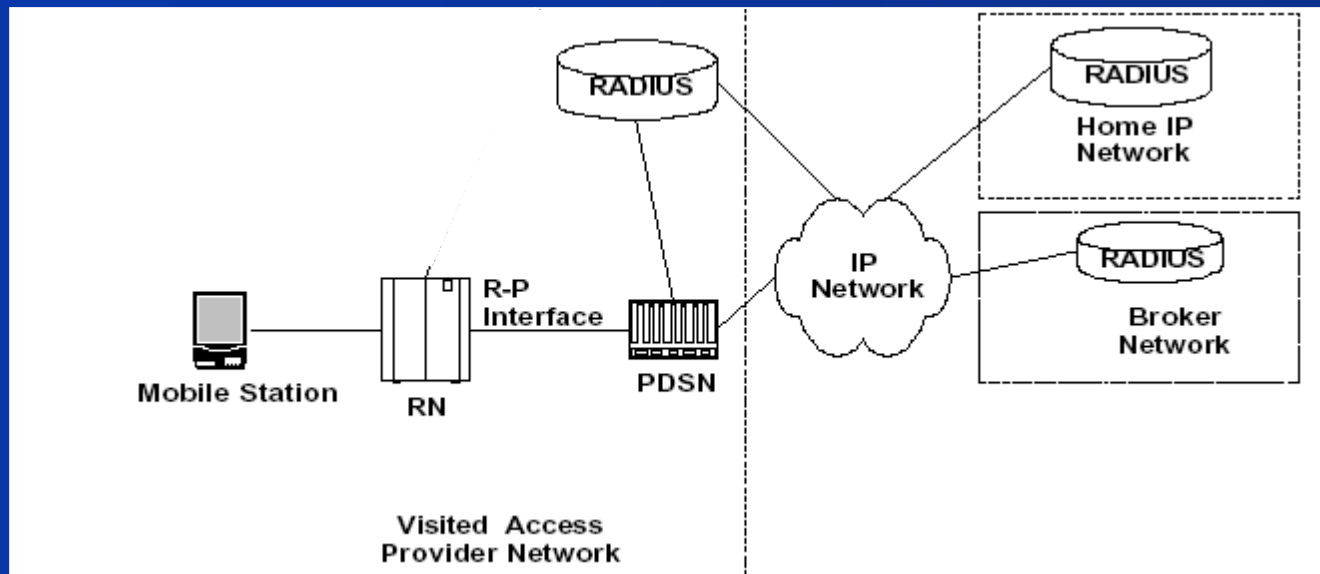 RADIUS
RADIUS
Home IP
Network
IP
Network
RADIUS
Broker
Network
R-P
Interface
Mobile Station
RN
PDSN
Visited Access
Provider Network